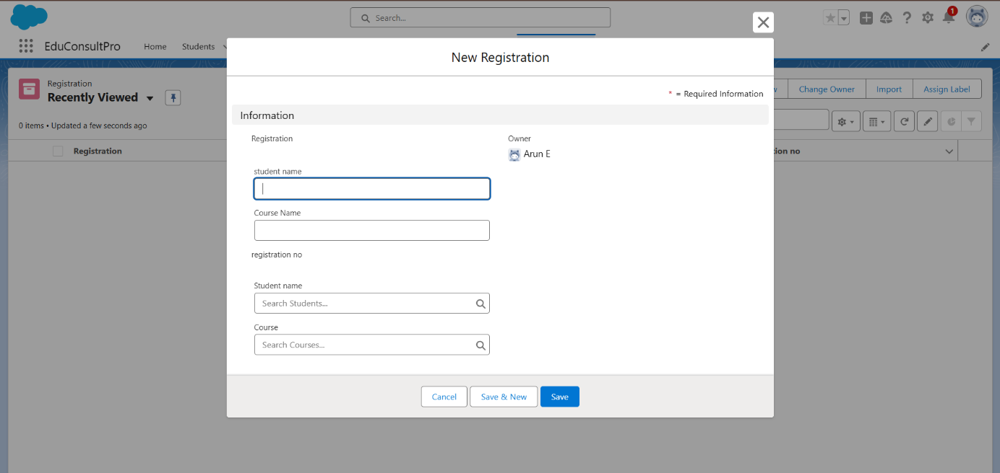 Search...
1
EduConsultPro
Home
Students
New Registration
Registration
Recently Viewed
Change Owner
Import
Assign Label
* = Required Information
0 items • Updated a few seconds ago
Information
Registration
Owner
Arun E
Registration
ion no
student name
Course Name
registration no
Student name
Search Students...
Course
Search Courses...
Cancel
Save & New
Save